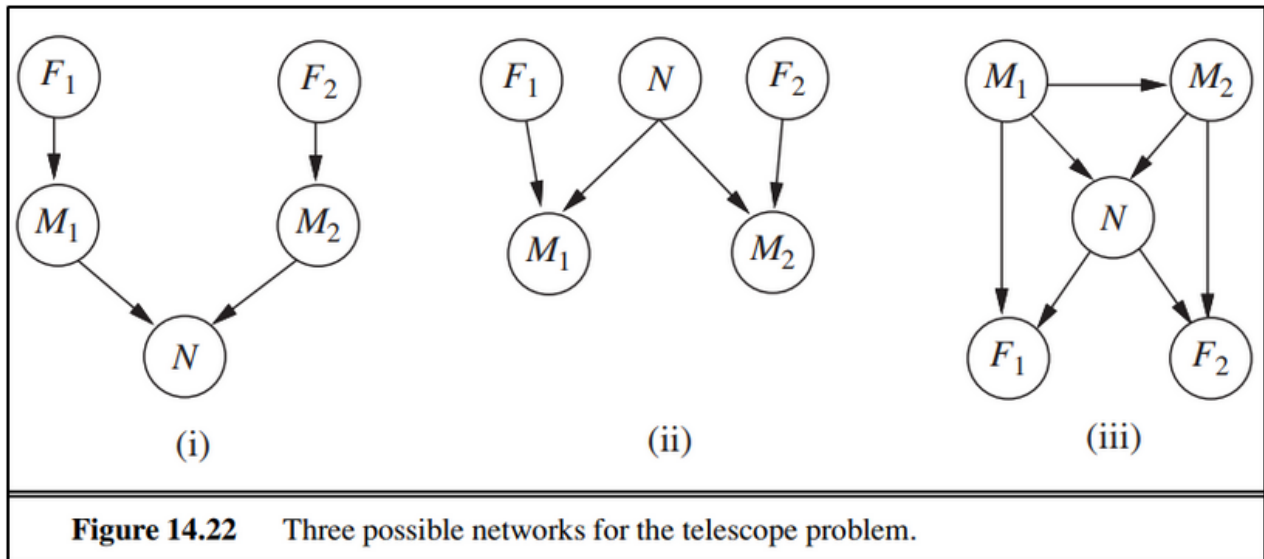 F₁ F₂ F₁ N F₂ M₁ M₂
M₁ M₂ M₁ M₂ N
N F₁ F₂
(i) (ii) (iii)
Figure 14.22 Three possible networks for the telescope problem.